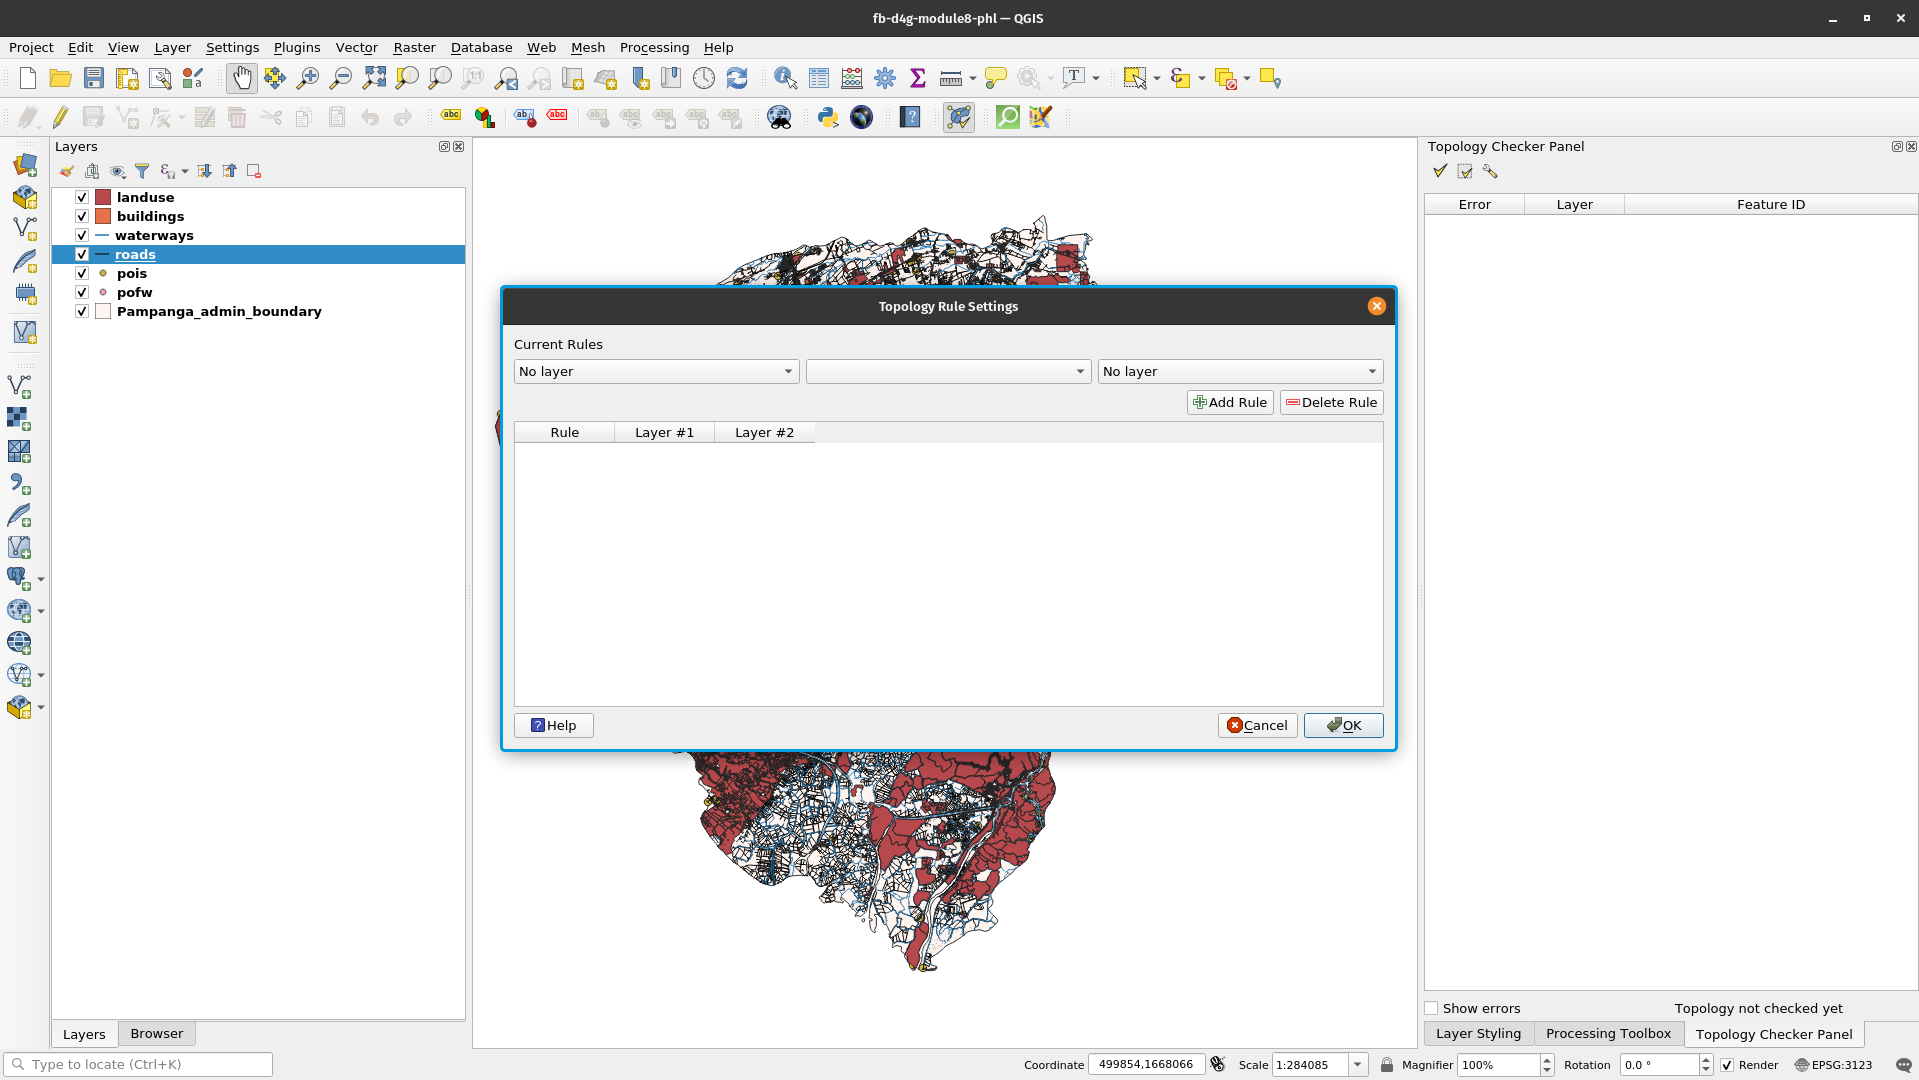 fb-d4g-module8-phl — QGIS
Project Edit View Layer Settings Plugins Vector Raster Database Web Mesh Processing Help
Layers
landuse
buildings
waterways
roads
pois
pofw
Pampanga_admin_boundary
Topology Rule Settings
Current Rules
No layer
No layer
Add Rule
Delete Rule
Rule Layer #1 Layer #2
Help
Cancel
OK
Topology Checker Panel
Error Layer Feature ID
Show errors
Topology not checked yet
Layers Browser
Layer Styling Processing Toolbox Topology Checker Panel
Type to locate (Ctrl+K)
Coordinate 499854,1668066 Scale 1:284085 Magnifier 100% Rotation 0.0 ° Render EPSG:3123